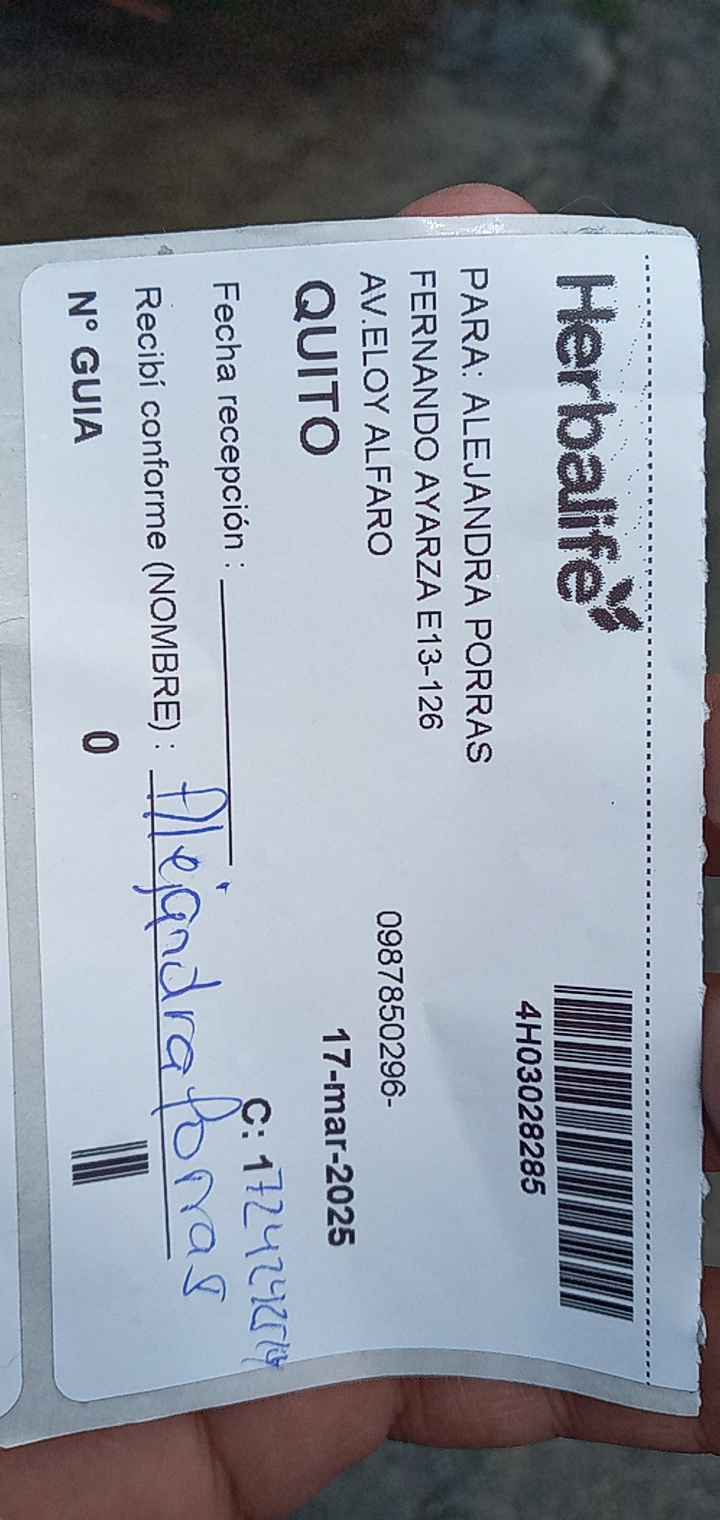 Herbalife
4H03028285
PARA: ALEJANDRA PORRAS
FERNANDO AYARZA E13-126
AV.ELOY ALFARO
0987850296-
QUITO
17-mar-2025
Fecha recepción :
C: 1
Recibí conforme (NOMBRE) : Alejandra Porras
N° GUIA 0